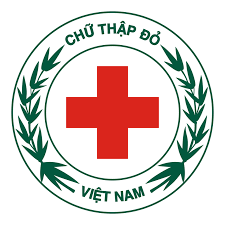 CHỮ THẬP ĐỎ
VIỆT NAM